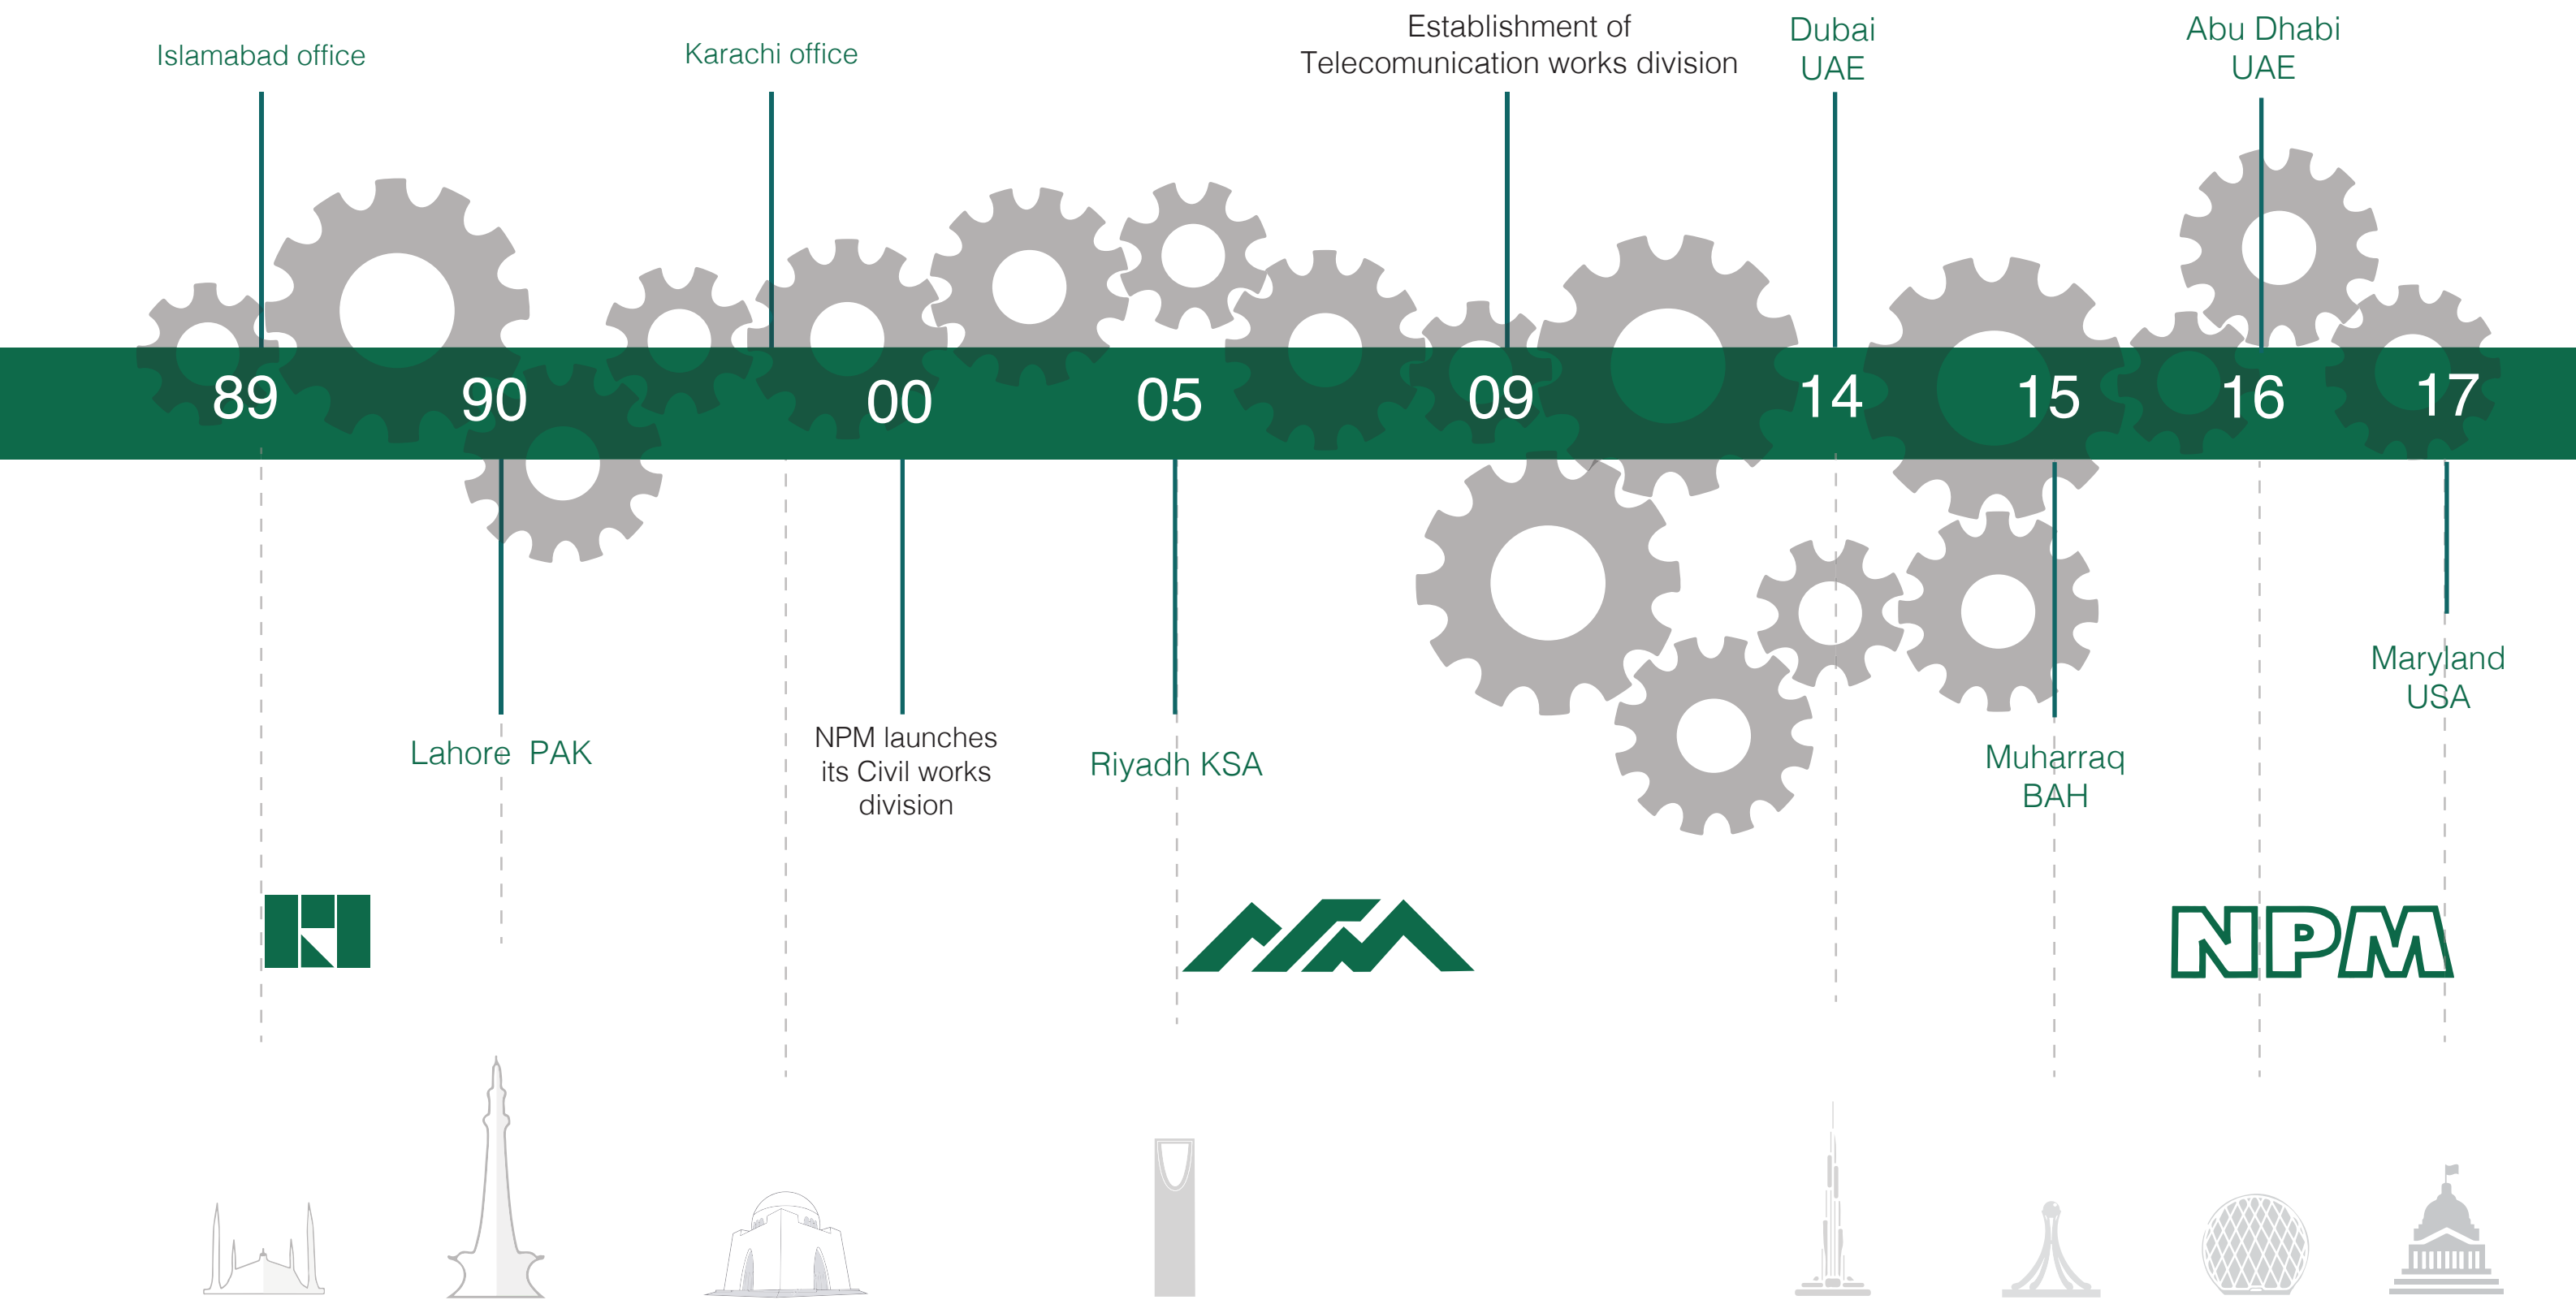 Islamabad office
Karachi office
Establishment of
Telecomunication works division
Dubai
UAE
Abu Dhabi
UAE
89
90
00
05
09
14
15
16
17
Lahore PAK
NPM launches
its Civil works
division
Riyadh KSA
Muharraq
BAH
Maryland
USA
NPM